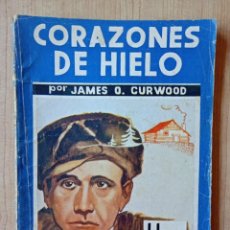 CORAZONES
DE HIELO
por JAMES O. CURWOOD